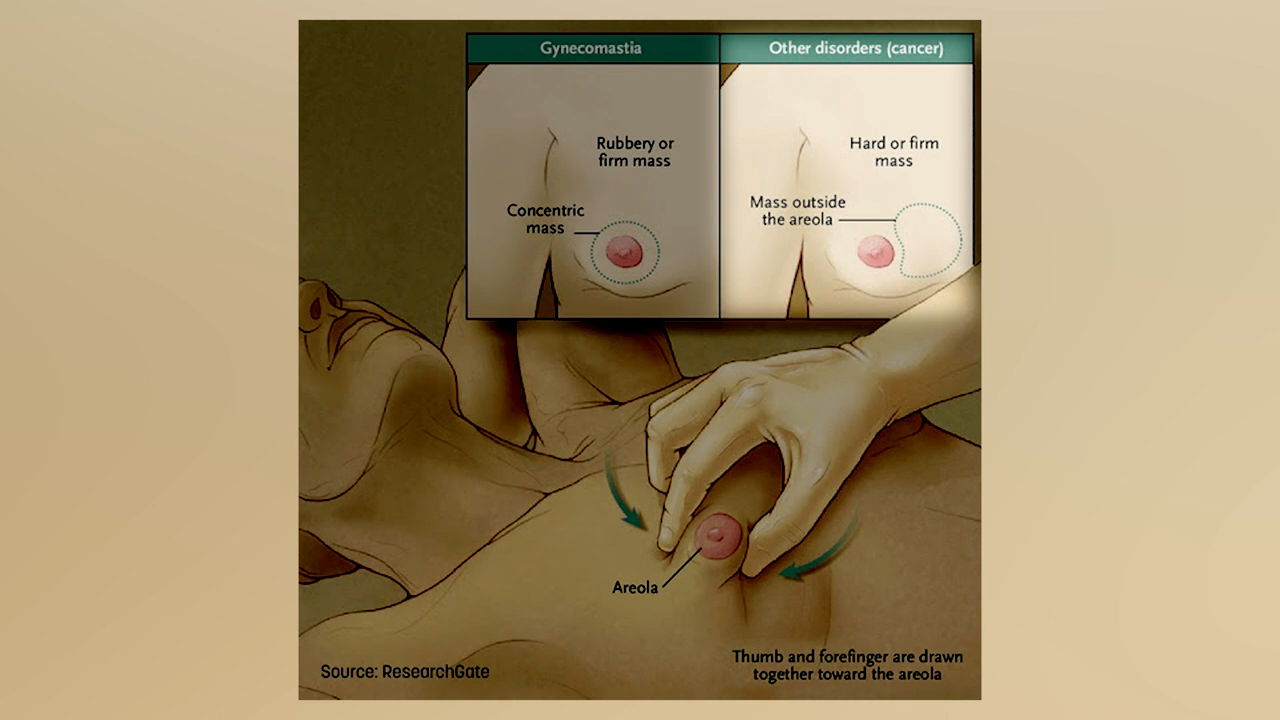 Gynecomastia
Other disorders (cancer)
Rubbery or
firm mass
Concentric
mass
Hard or firm
mass
Mass outside
the areola
Areola
Thumb and forefinger are drawn
together toward the areola
Source: ResearchGate